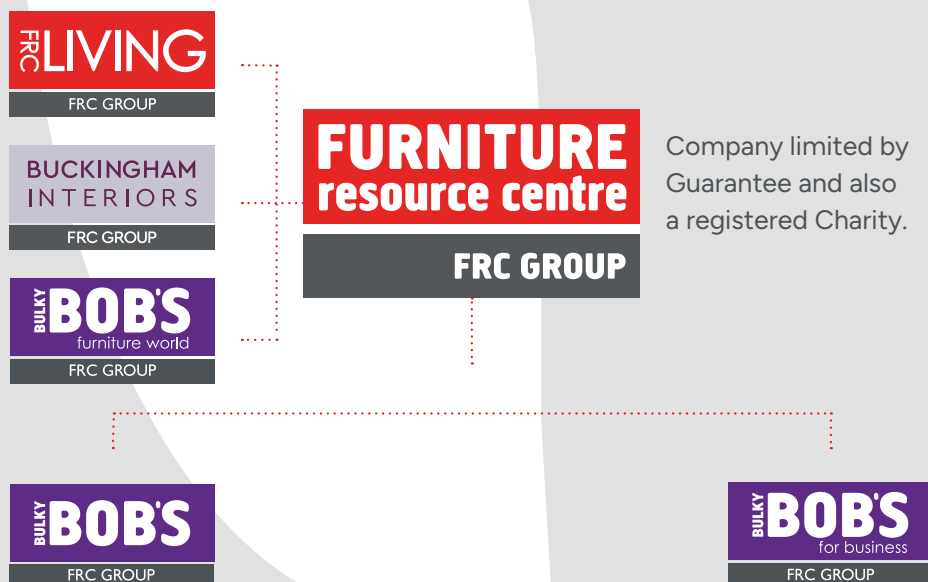 FRC LIVING
FRC GROUP
BUCKINGHAM
INTERIORS
FRC GROUP
BULKY BOB'S
furniture world
FRC GROUP
FURNITURE
resource centre
FRC GROUP
Company limited by
Guarantee and also
a registered Charity.
BULKY BOB'S
FRC GROUP
BULKY BOB'S
for business
FRC GROUP